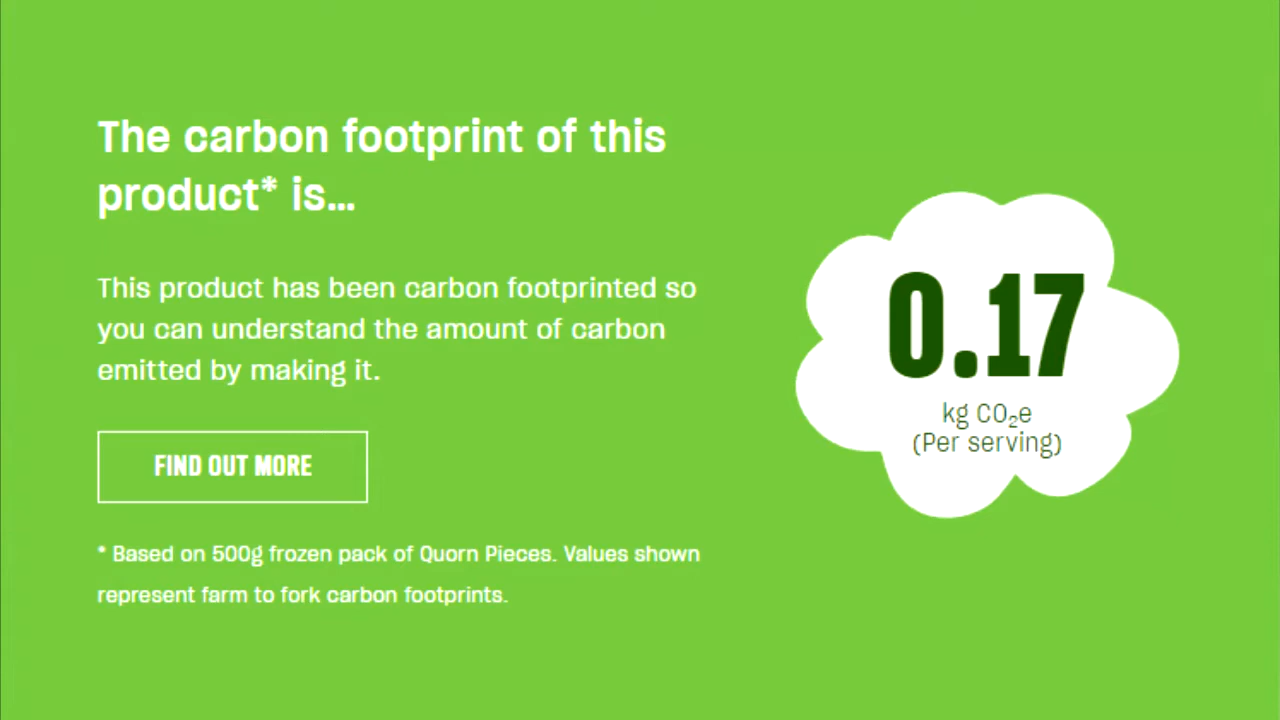 The carbon footprint of this
product* is...
This product has been carbon footprinted so
you can understand the amount of carbon
emitted by making it.
FIND OUT MORE
* Based on 500g frozen pack of Quorn Pieces. Values shown
represent farm to fork carbon footprints.
0.17
kg CO₂e
(Per serving)